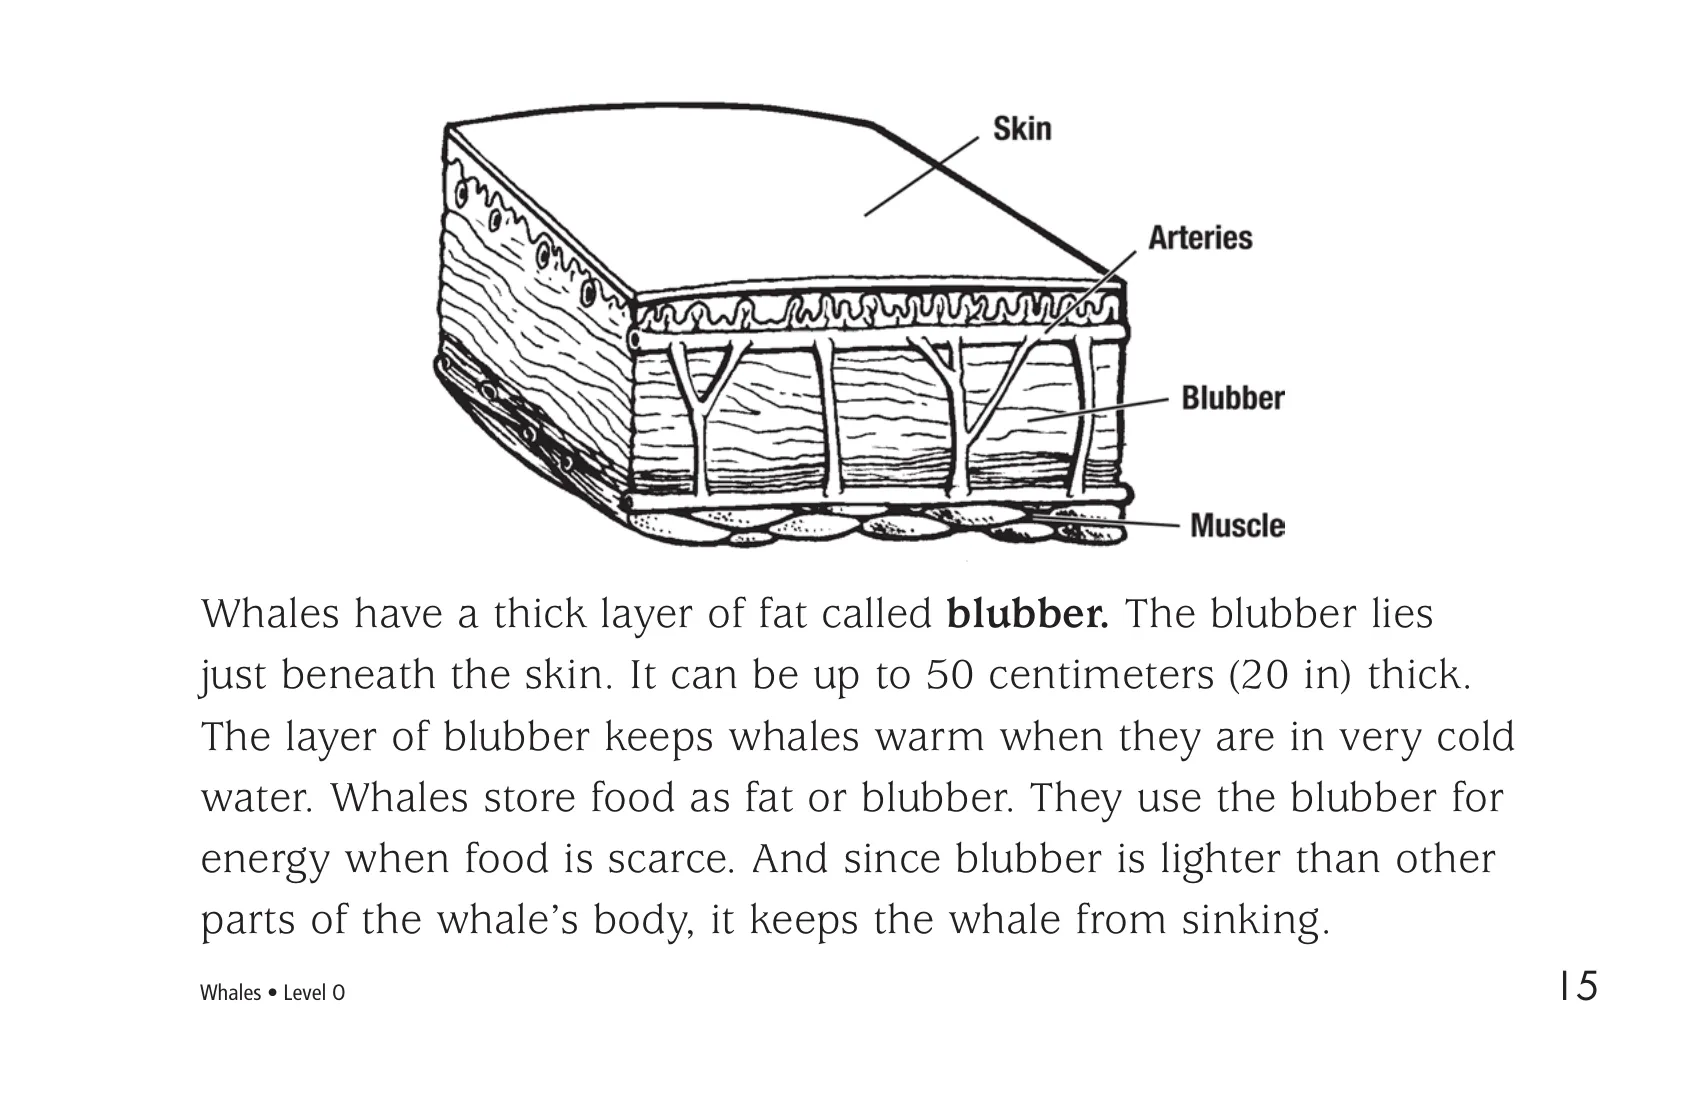 Skin
Arteries
Blubber
Muscle
Whales have a thick layer of fat called blubber. The blubber lies
just beneath the skin. It can be up to 50 centimeters (20 in) thick.
The layer of blubber keeps whales warm when they are in very cold
water. Whales store food as fat or blubber. They use the blubber for
energy when food is scarce. And since blubber is lighter than other
parts of the whale’s body, it keeps the whale from sinking.
Whales • Level O
15